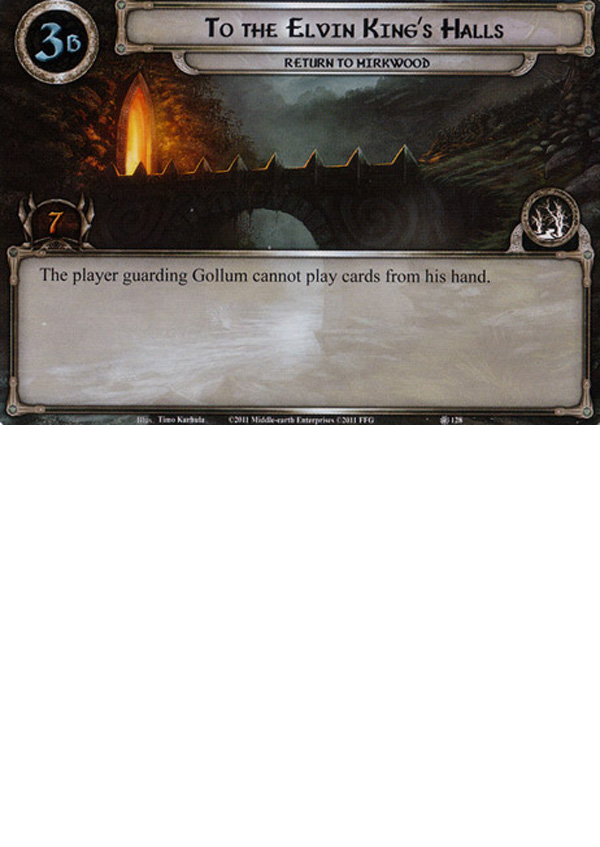 3B
To the Elvin King's Halls
Return to Mirkwood
7
The player guarding Gollum cannot play cards from his hand.
Illus. Timo Karhula ©2011 Middle-earth Enterprises ©2011 FFG 128